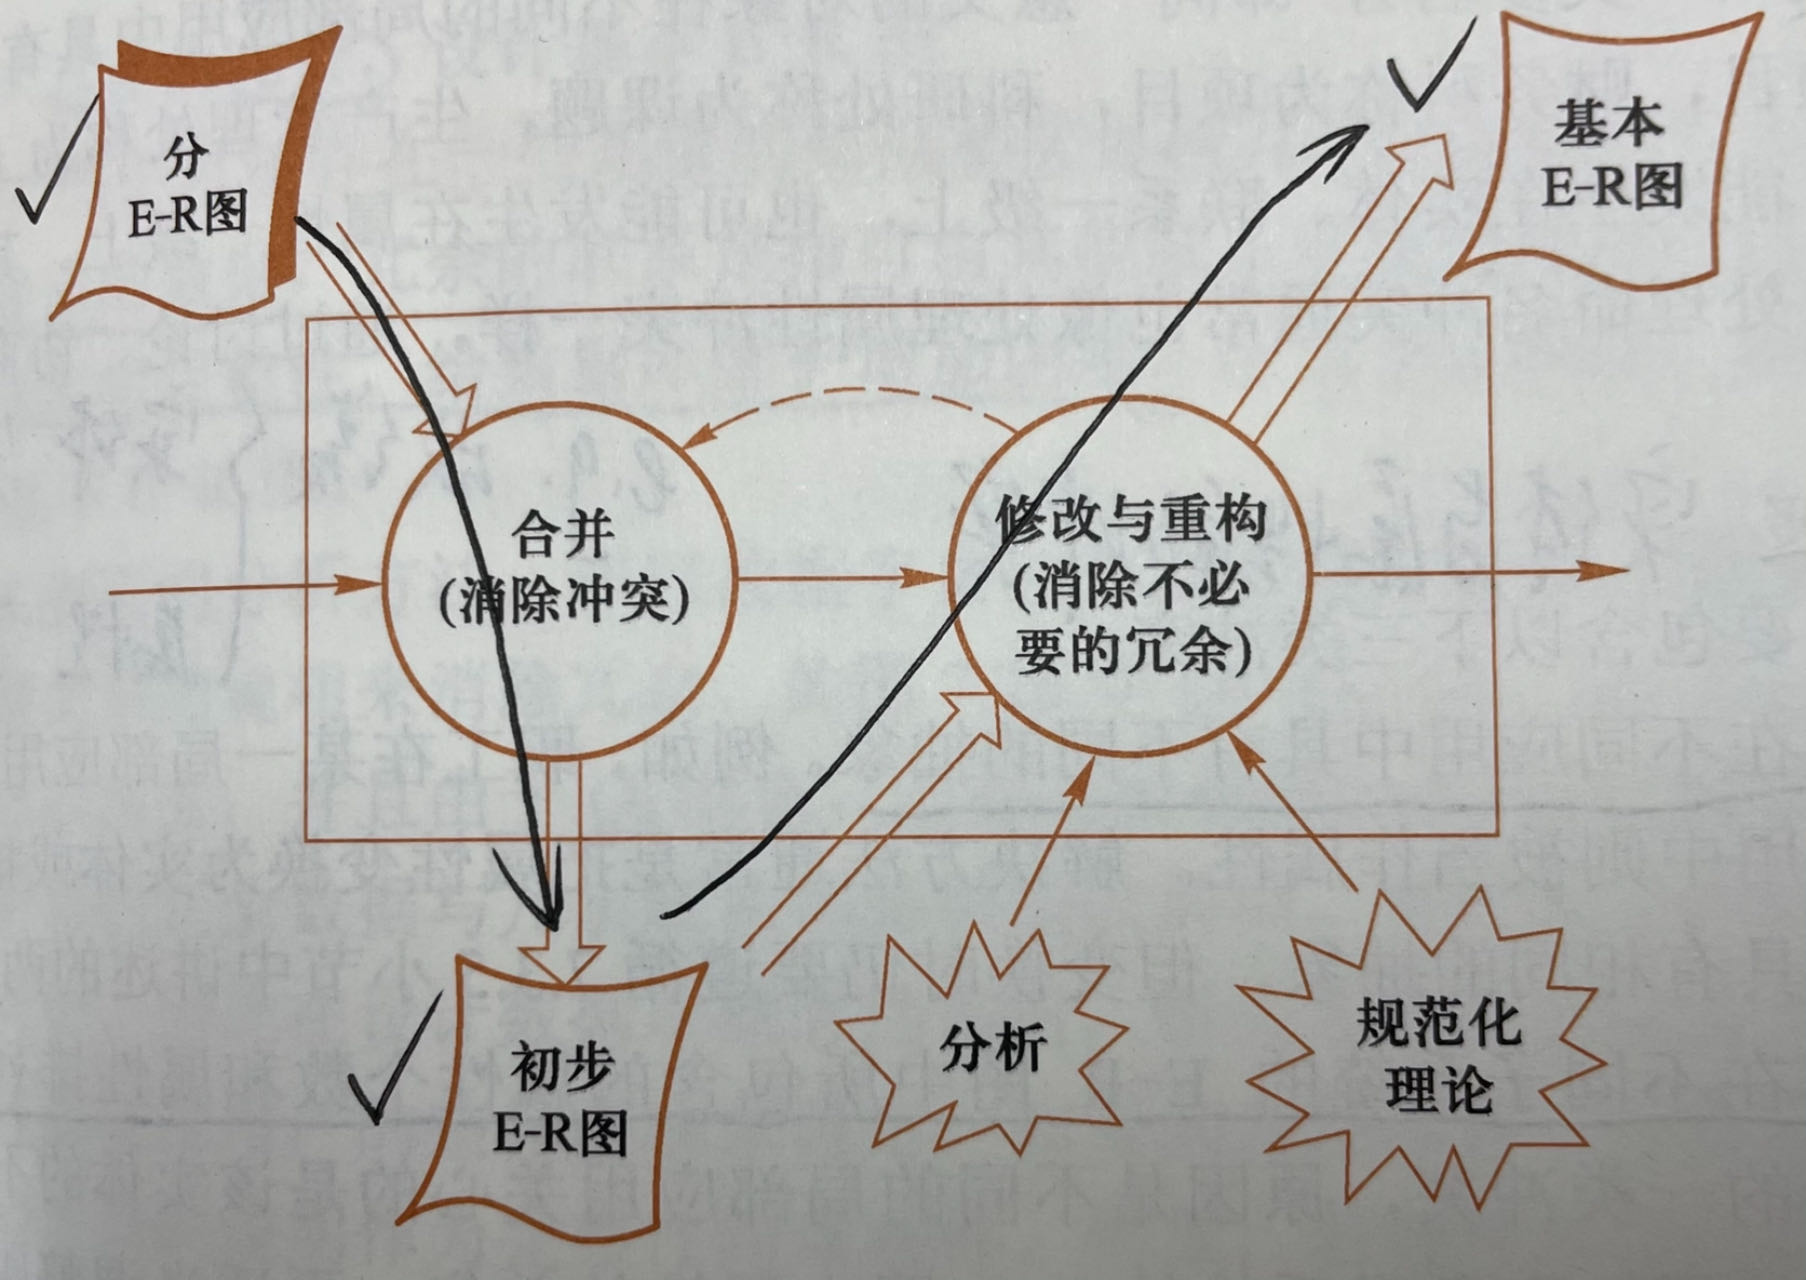 分
E-R图
基本
E-R图
合并
(消除冲突)
修改与重构
(消除不必
要的冗余)
初步
E-R图
分析
规范化
理论